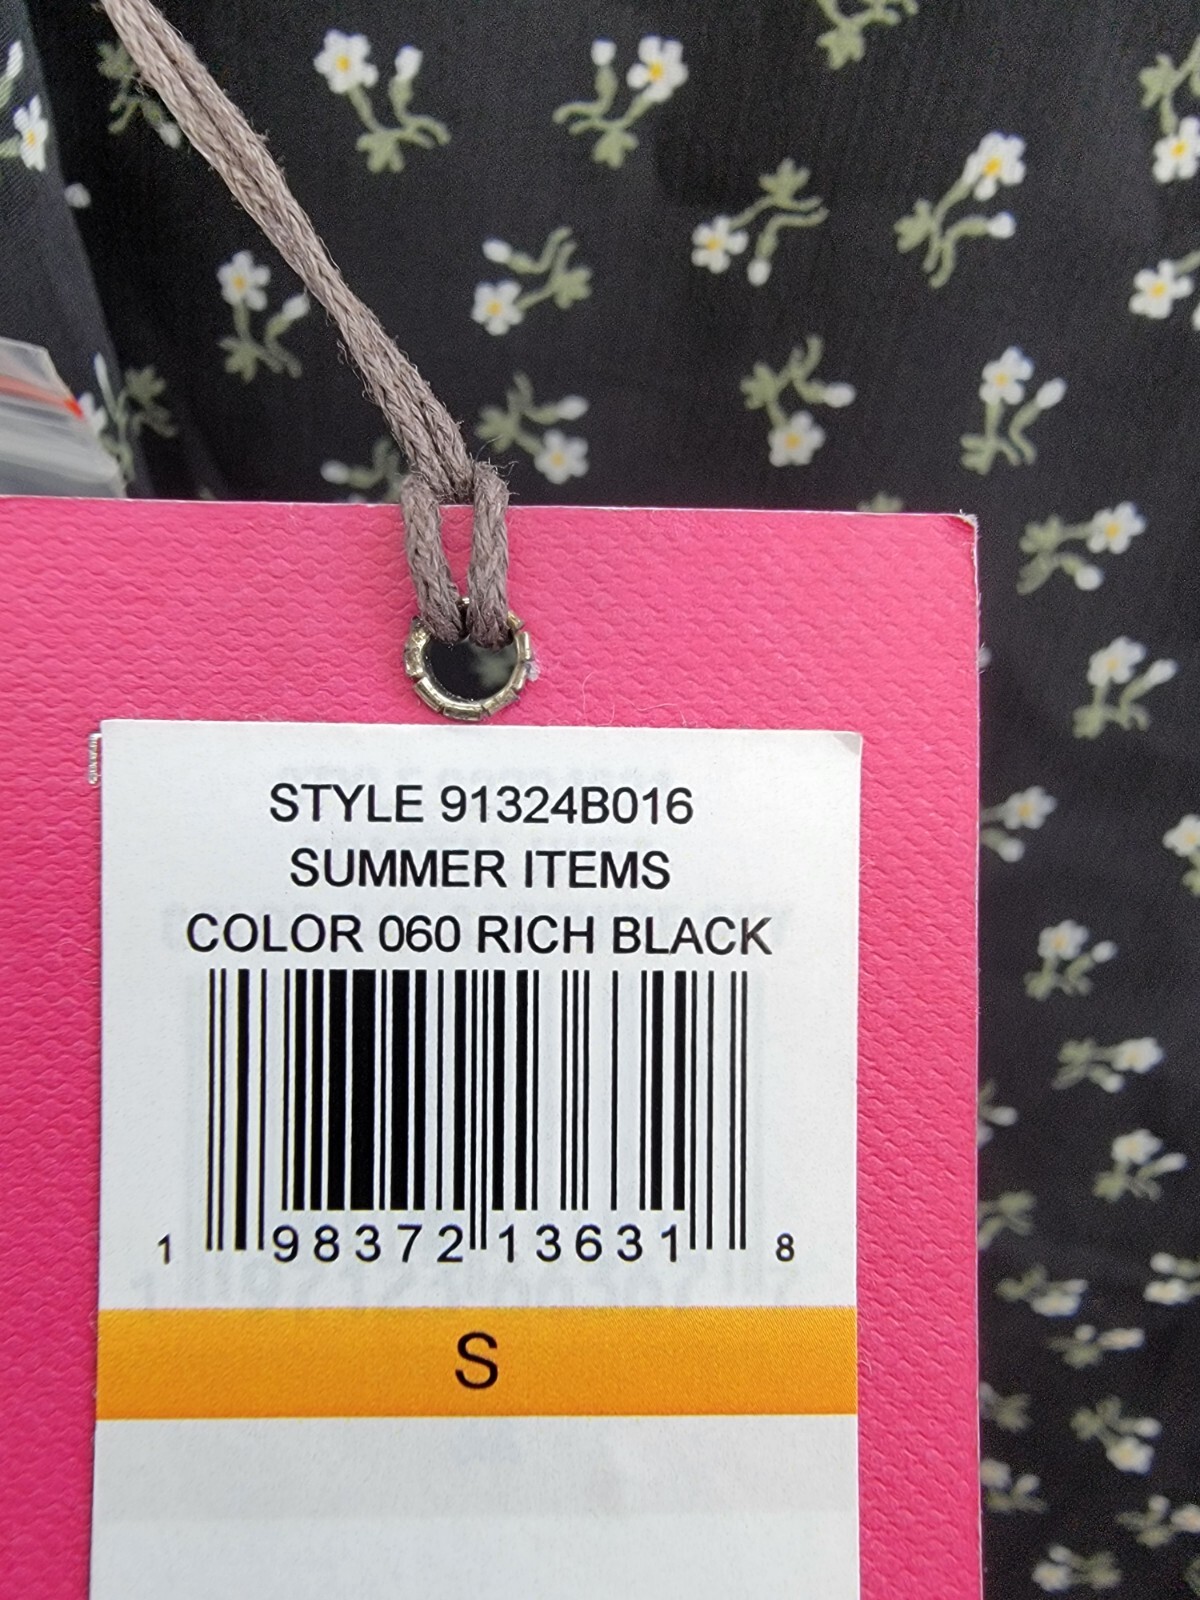 STYLE 91324B016
SUMMER ITEMS
COLOR 060 RICH BLACK
1 98372 13631 8
S